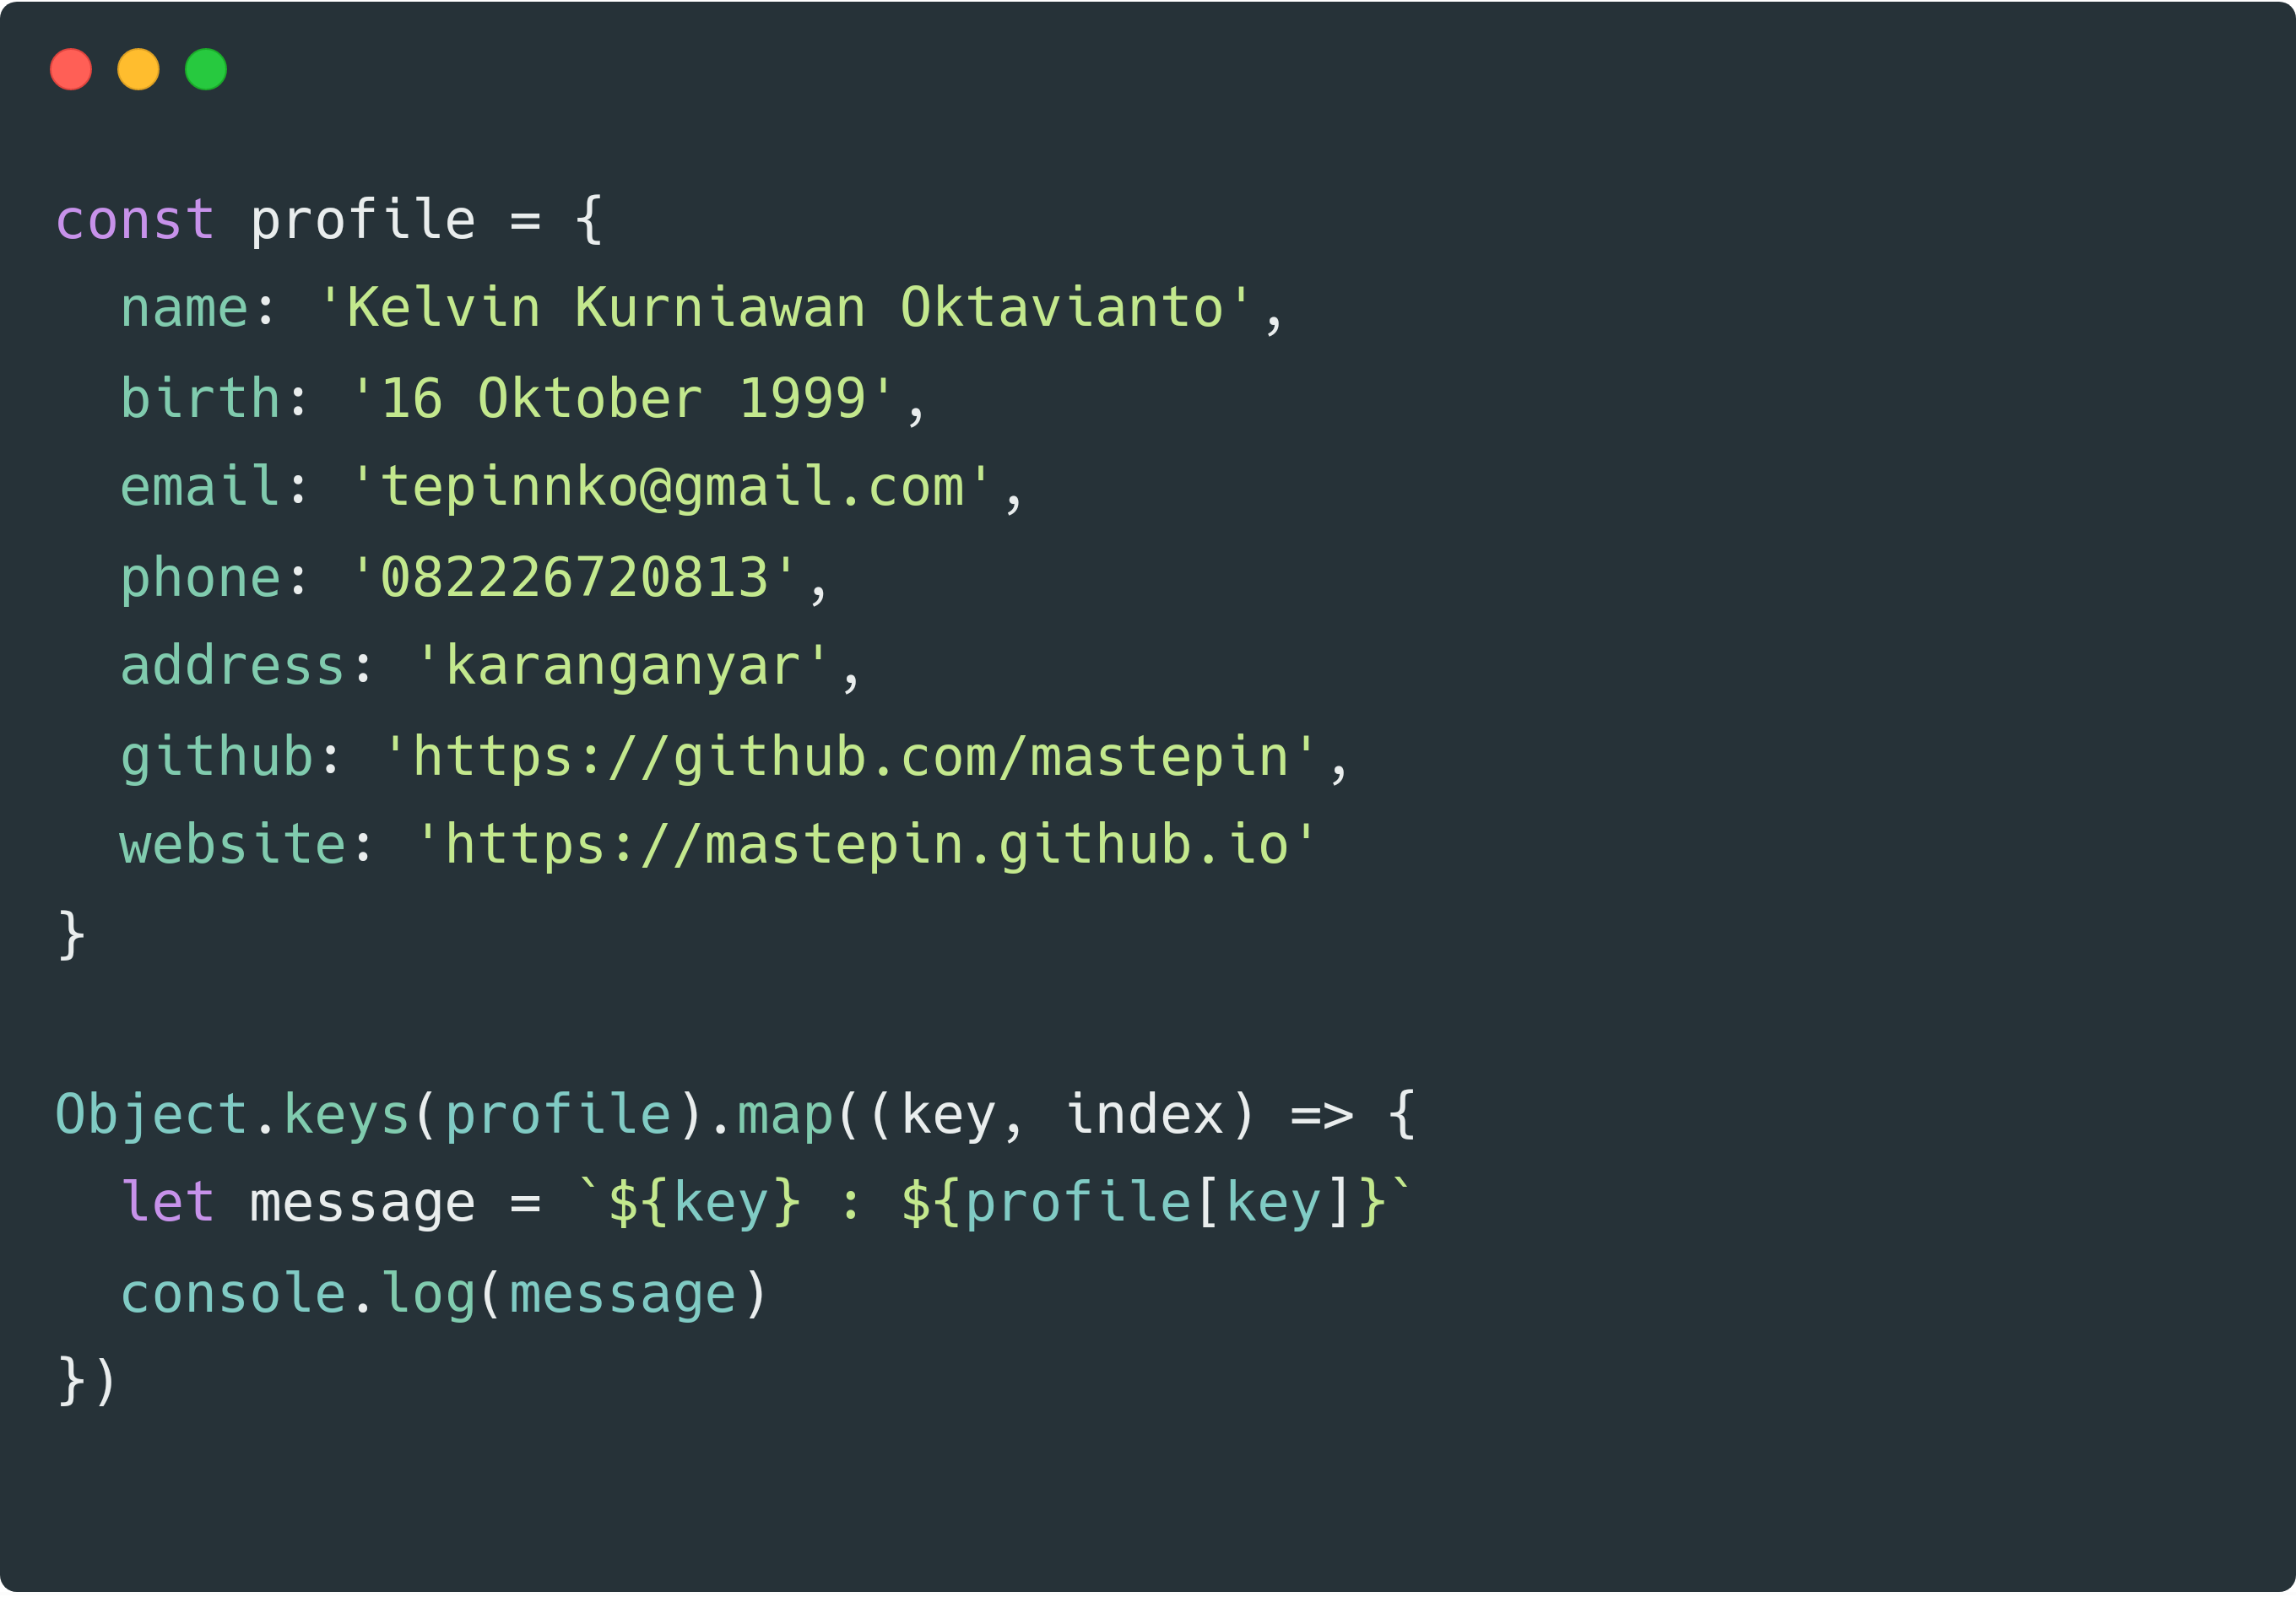 const profile = {
  name: 'Kelvin Kurniawan Oktavianto',
  birth: '16 Oktober 1999',
  email: 'tepinnko@gmail.com',
  phone: '082226720813',
  address: 'karanganyar',
  github: 'https://github.com/mastepin',
  website: 'https://mastepin.github.io'
}

Object.keys(profile).map((key, index) => {
  let message = `${key} : ${profile[key]}`
  console.log(message)
})